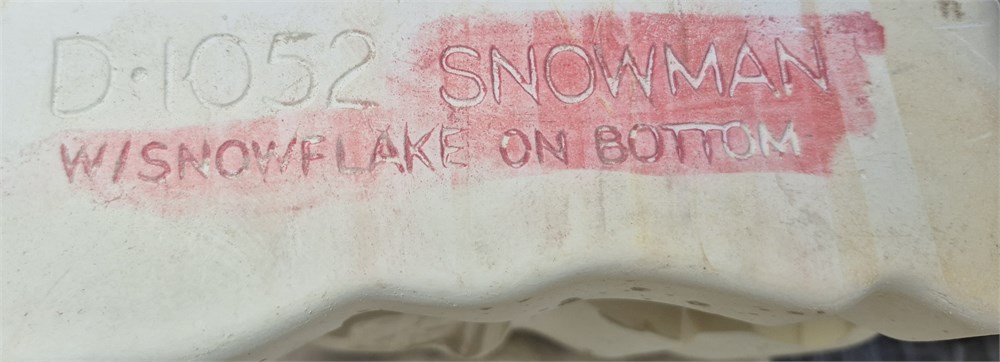 D-1052 SNOWMAN
W/SNOWFLAKE ON BOTTOM